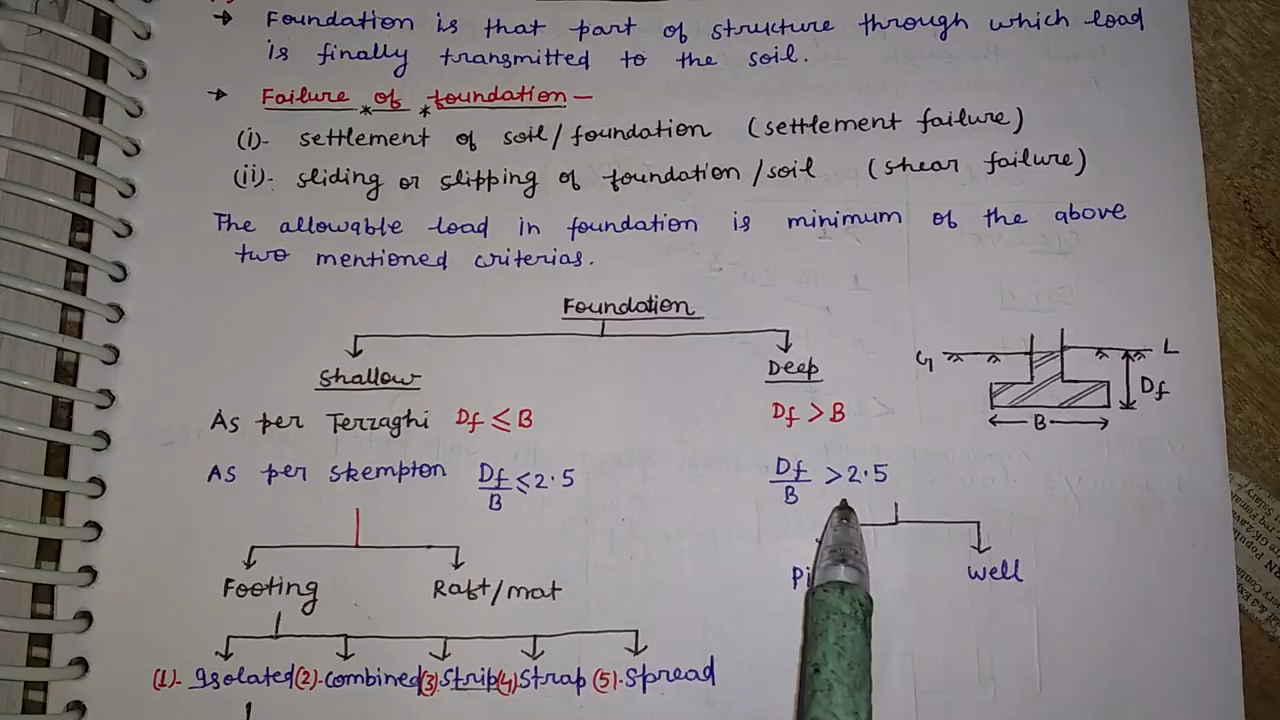 → Foundation is that part of structure through which load
is finally transmitted to the soil.
→ Failure of foundation –
(i)- settlement of soil/foundation (settlement failure)
(ii)- sliding or slipping of foundation/soil (shear failure)
The allowable load in foundation is minimum of the above
two mentioned criterias.
Foundation
Shallow Deep
G L
Df
B
As per Terzaghi Df ≤ B Df > B
As per Skempton Df/B ≤ 2.5 Df/B > 2.5
Footing Raft/mat Well
(1)- Isolated (2)- Combined (3)- Strip (4)- Strap (5)- Spread